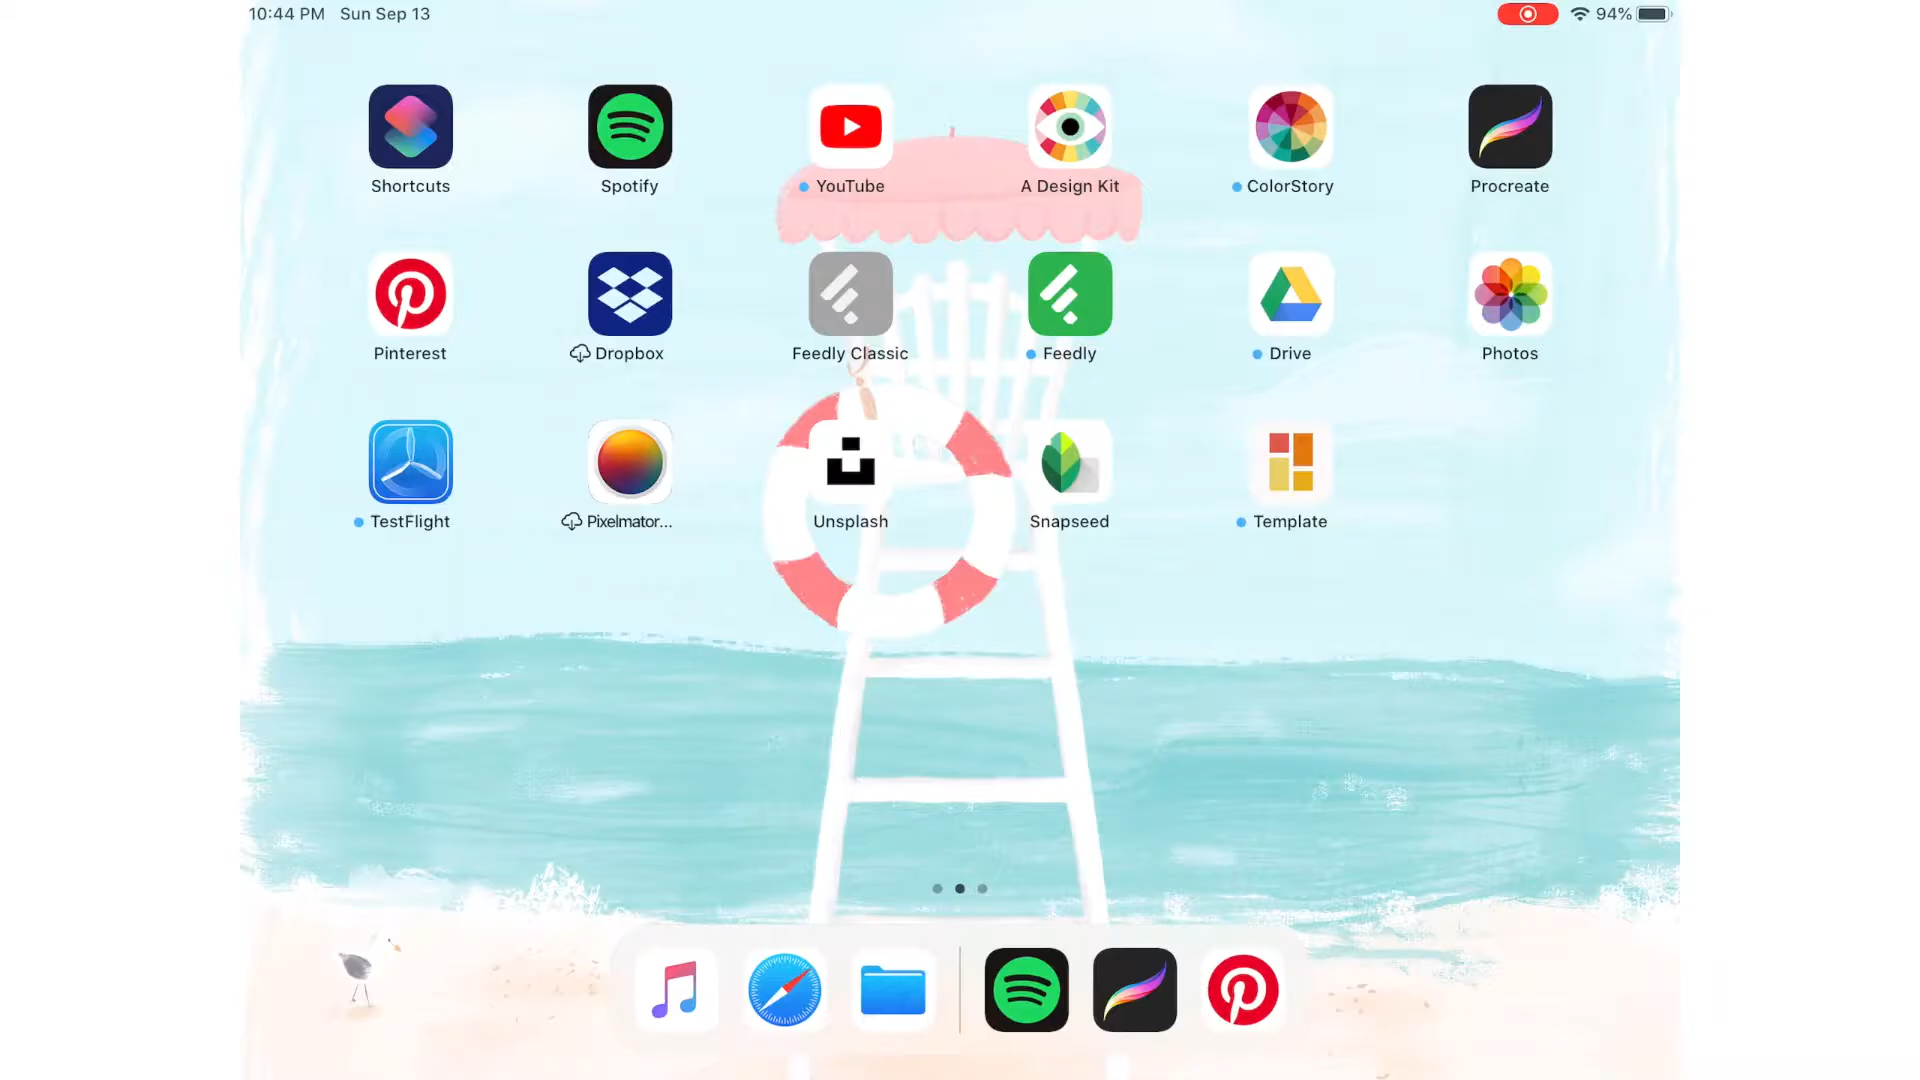 10:44 PM Sun Sep 13
94%
Shortcuts
Spotify
YouTube
A Design Kit
ColorStory
Procreate
Pinterest
Dropbox
Feedly Classic
Feedly
Drive
Photos
TestFlight
Pixelmator...
Unsplash
Snapseed
Template